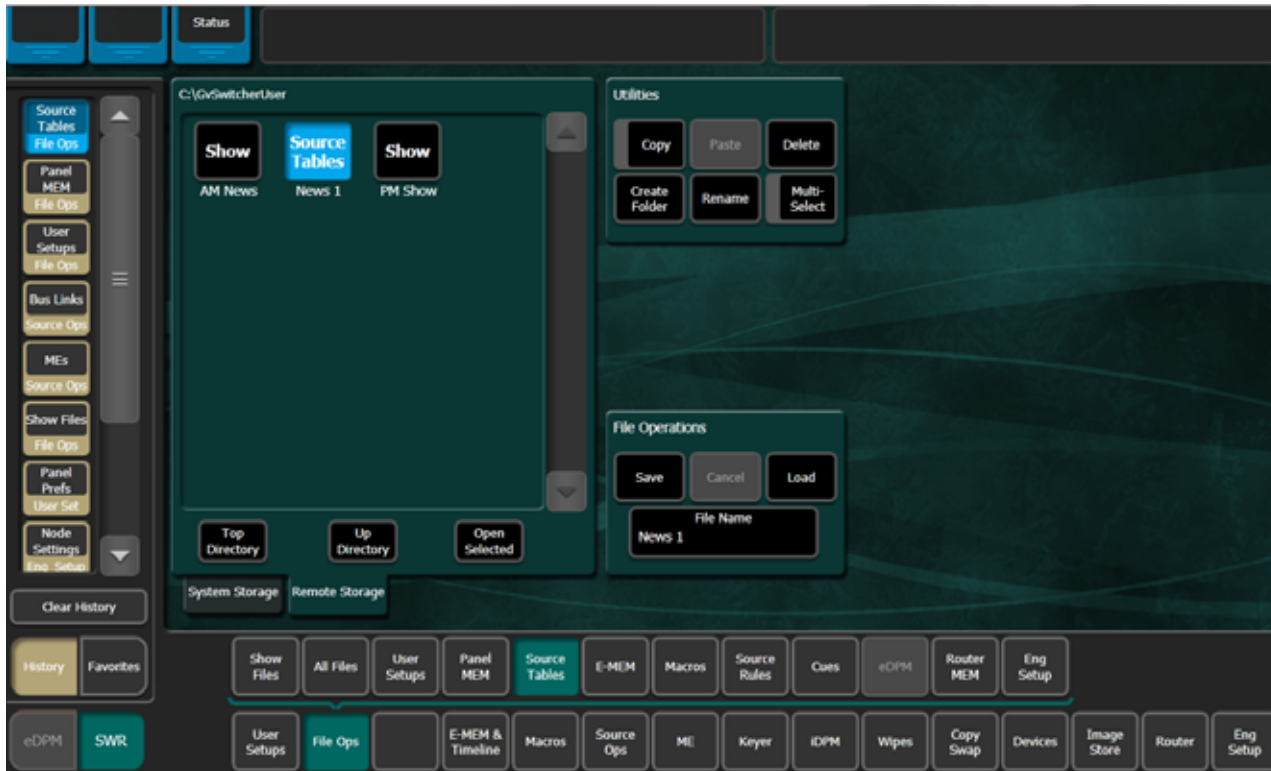 Status
Source
Tables
File Ops
Panel
MEM
File Ops
User
Setups
File Ops
Bus Links
Source Ops
MEs
Source Ops
Show Files
File Ops
Panel
Prefs
User Set
Node
Settings
Eng Setup
Clear History
History
Favorites
eDPM
SWR
C:\GvSwitcherUser
Show
Source
Tables
Show
AM News
News 1
PM Show
Top
Directory
Up
Directory
Open
Selected
System Storage
Remote Storage
Utilities
Copy
Paste
Delete
Create
Folder
Rename
Multi-
Select
File Operations
Save
Cancel
Load
File Name
News 1
Show
Files
All Files
User
Setups
Panel
MEM
Source
Tables
E-MEM
Macros
Source
Rules
Cues
eDPM
Router
MEM
Eng
Setup
User
Setups
File Ops
E-MEM &
Timeline
Macros
Source
Ops
ME
Keyer
iDPM
Wipes
Copy
Swap
Devices
Image
Store
Router
Eng
Setup